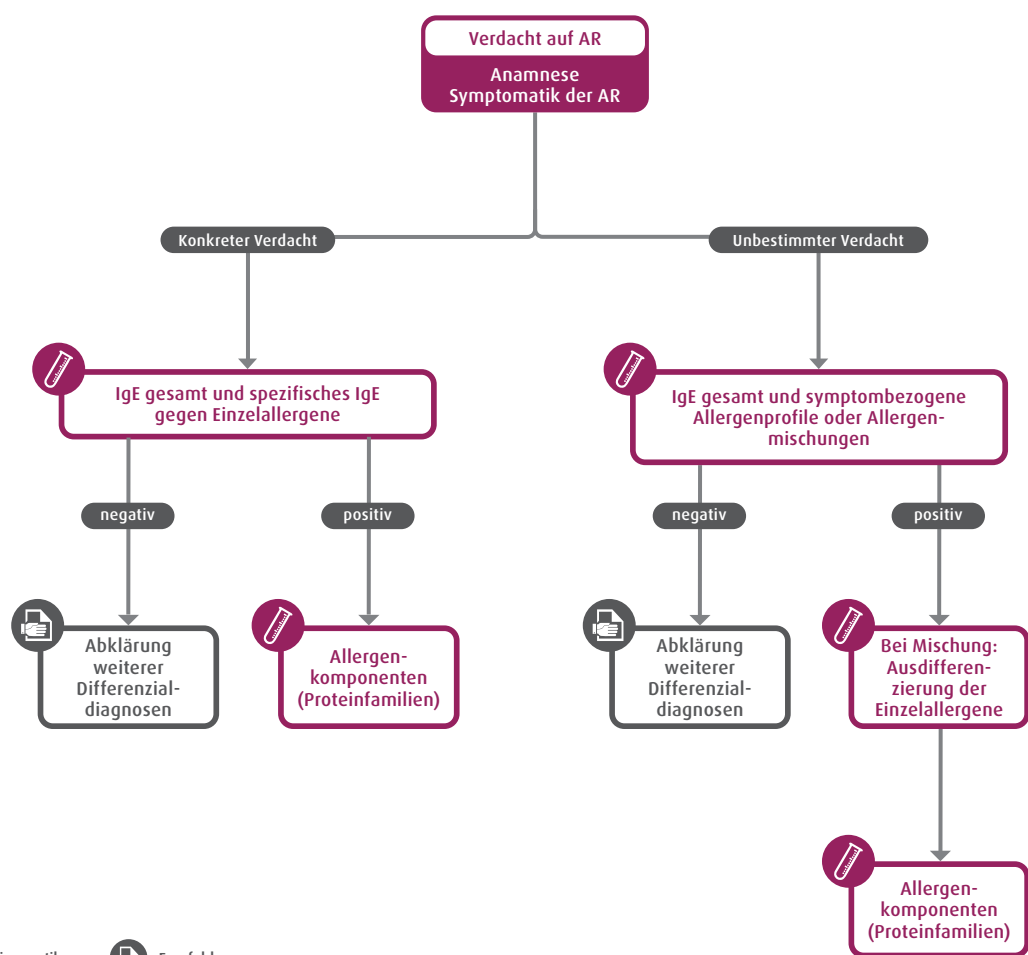 Verdacht auf AR
Anamnese
Symptomatik der AR
Konkreter Verdacht
Unbestimmter Verdacht
IgE gesamt und spezifisches IgE
gegen Einzelallergene
IgE gesamt und symptombezogene
Allergenprofile oder Allergen-
mischungen
negativ
positiv
negativ
positiv
Abklärung
weiterer
Differenzial-
diagnosen
Allergen-
komponenten
(Proteinfamilien)
Abklärung
weiterer
Differenzial-
diagnosen
Bei Mischung:
Ausdifferen-
zierung der
Einzelallergene
Allergen-
komponenten
(Proteinfamilien)